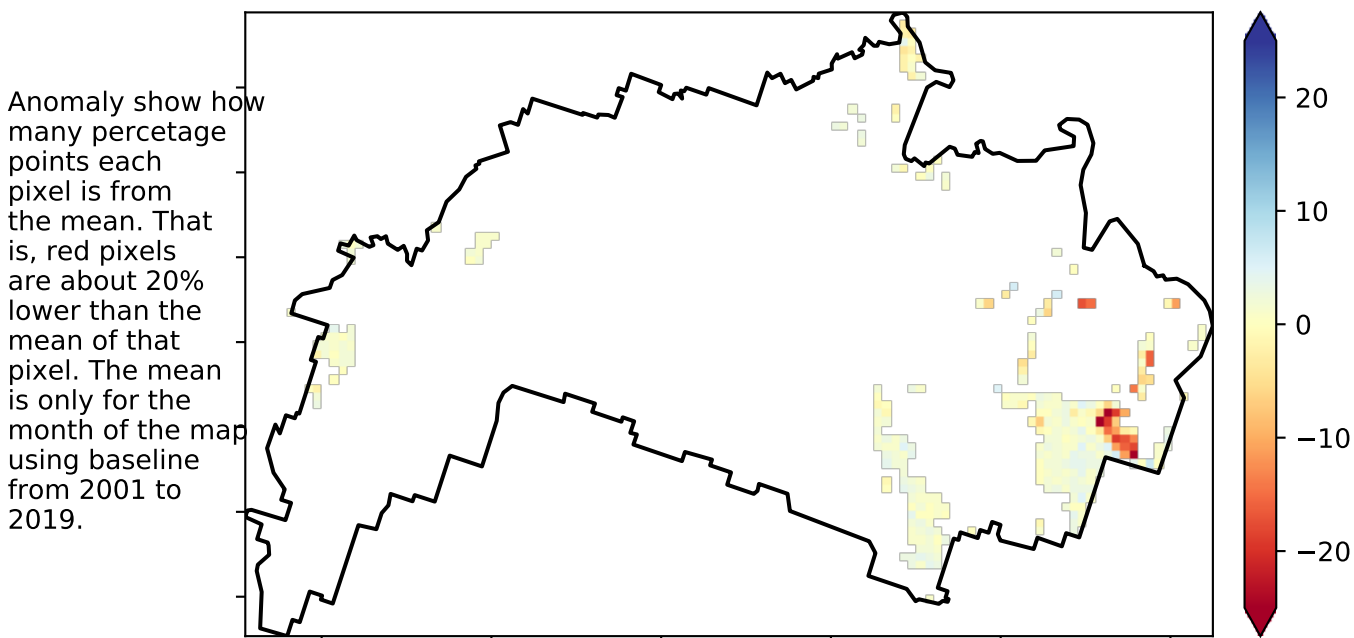 Anomaly show how
many percetage
points each
pixel is from
the mean. That
is, red pixels
are about 20%
lower than the
mean of that
pixel. The mean
is only for the
month of the map
using baseline
from 2001 to
2019.
20
10
0
−10
−20